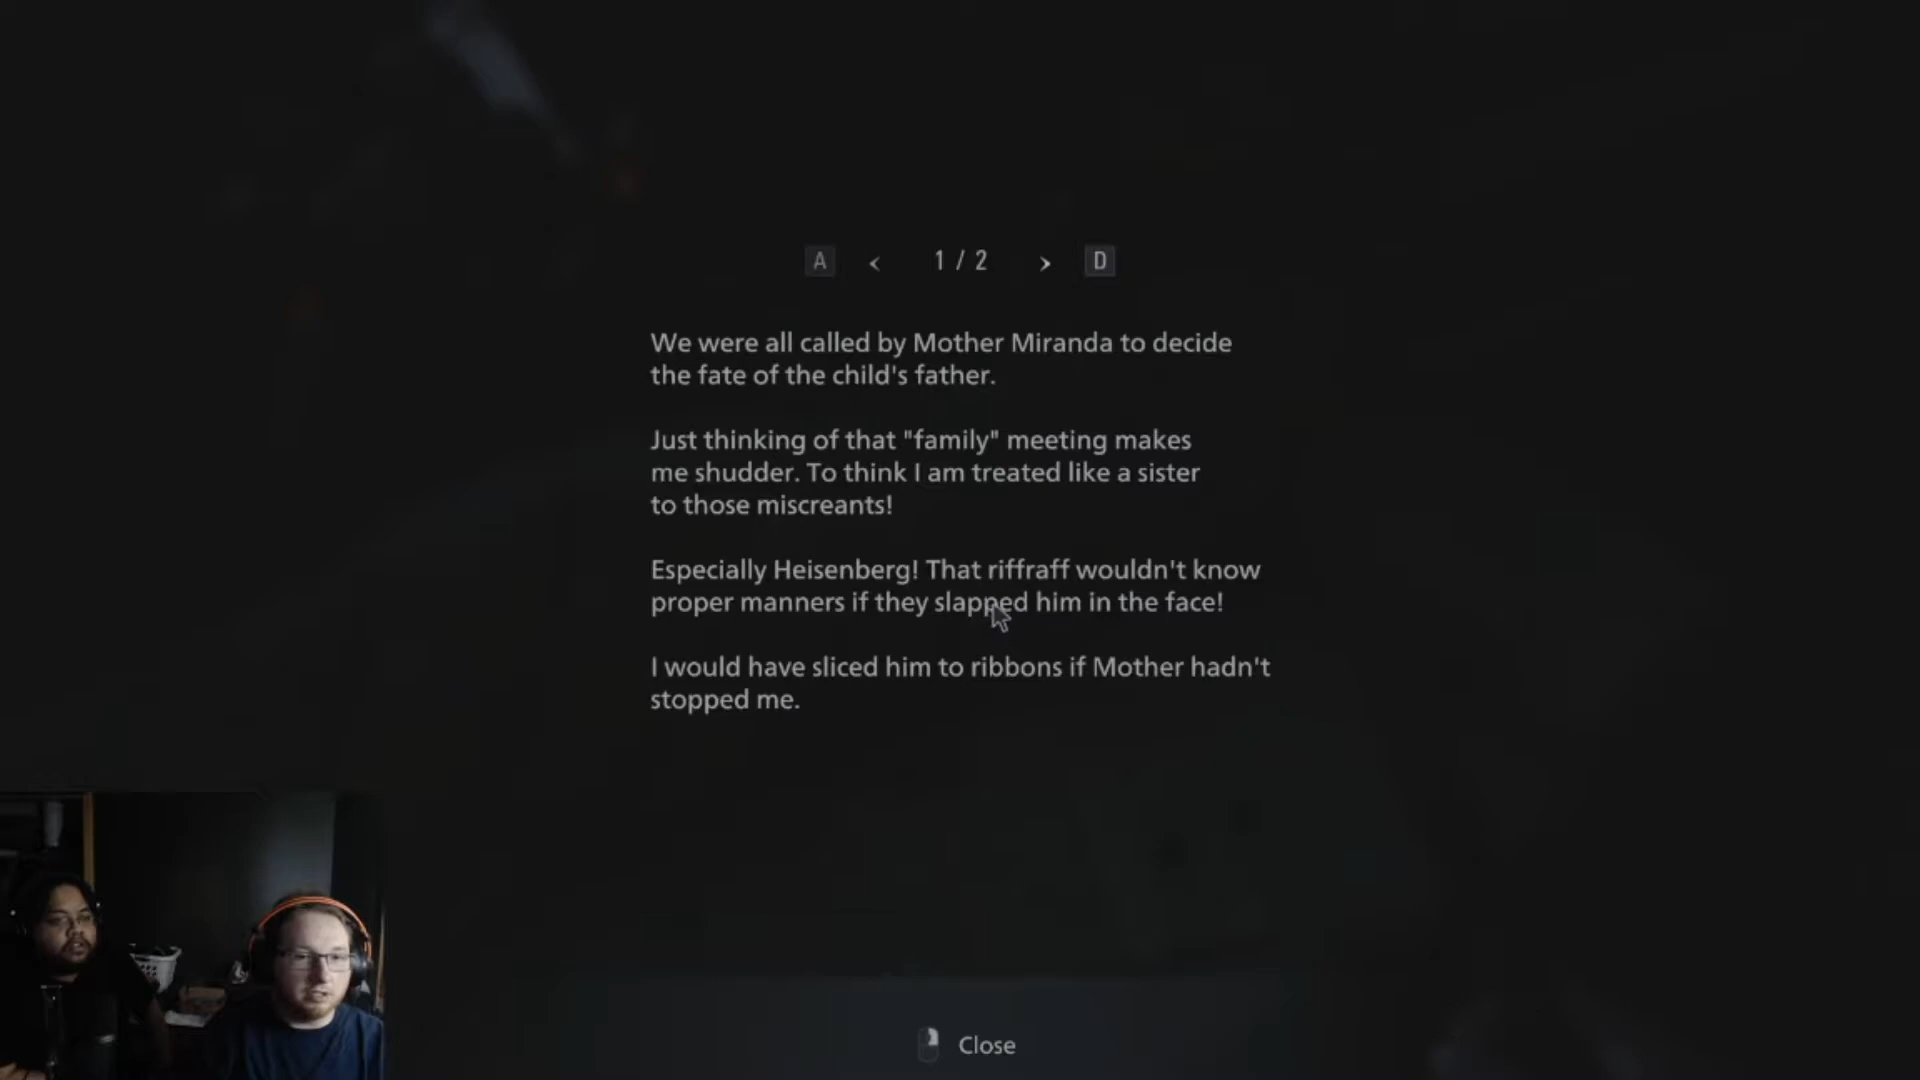 A < 1 / 2 > D
We were all called by Mother Miranda to decide
the fate of the child's father.
Just thinking of that "family" meeting makes
me shudder. To think I am treated like a sister
to those miscreants!
Especially Heisenberg! That riffraff wouldn't know
proper manners if they slapped him in the face!
I would have sliced him to ribbons if Mother hadn't
stopped me.
Close